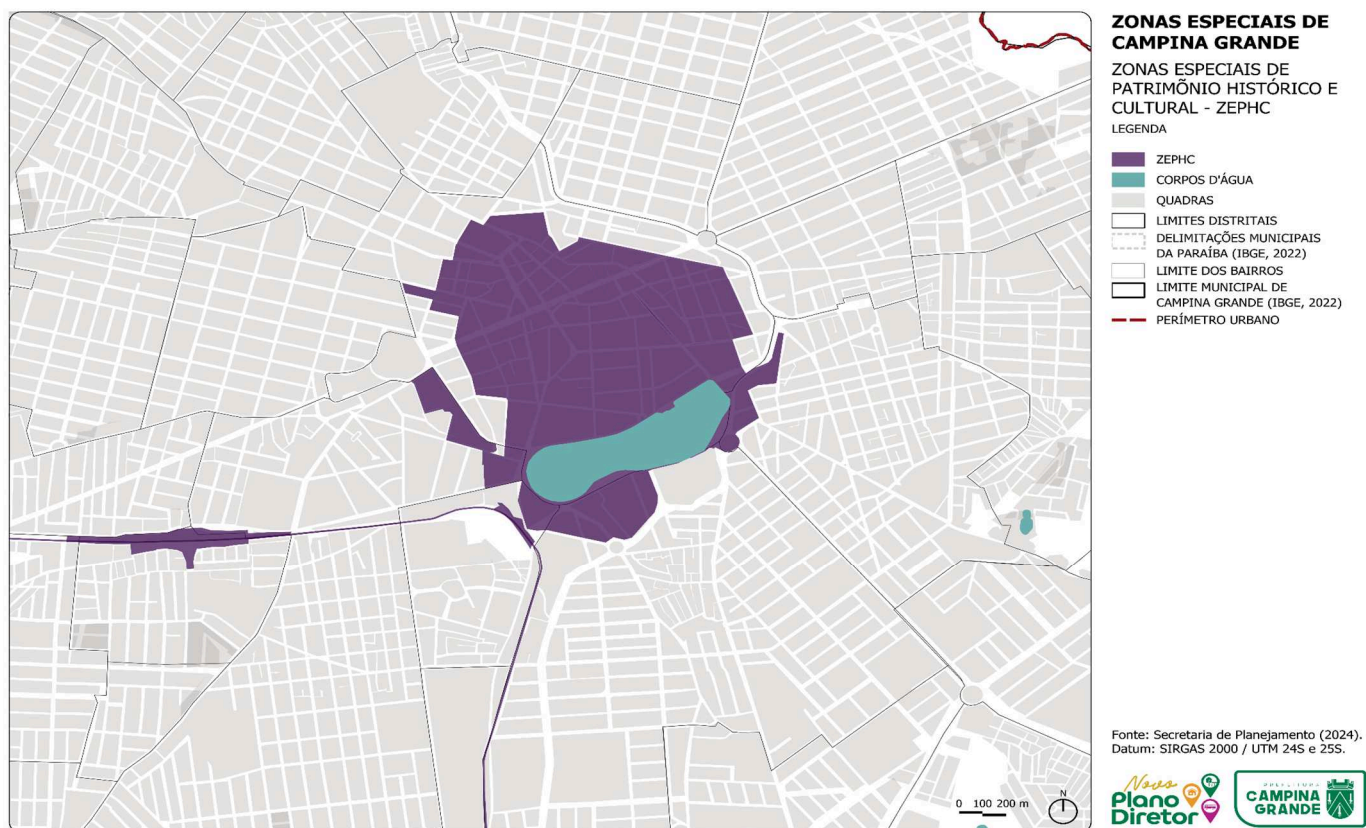 ZONAS ESPECIAIS DE
CAMPINA GRANDE
ZONAS ESPECIAIS DE
PATRIMÔNIO HISTÓRICO E
CULTURAL - ZEPHC
LEGENDA
ZEPHC
CORPOS D'ÁGUA
QUADRAS
LIMITES DISTRITAIS
DELIMITAÇÕES MUNICIPAIS
DA PARAÍBA (IBGE, 2022)
LIMITE DOS BAIRROS
LIMITE MUNICIPAL DE
CAMPINA GRANDE (IBGE, 2022)
PERÍMETRO URBANO
0 100 200 m
N
Fonte: Secretaria de Planejamento (2024).
Datum: SIRGAS 2000 / UTM 24S e 25S.
Novo
Plano
Diretor
PREFEITURA
CAMPINA
GRANDE